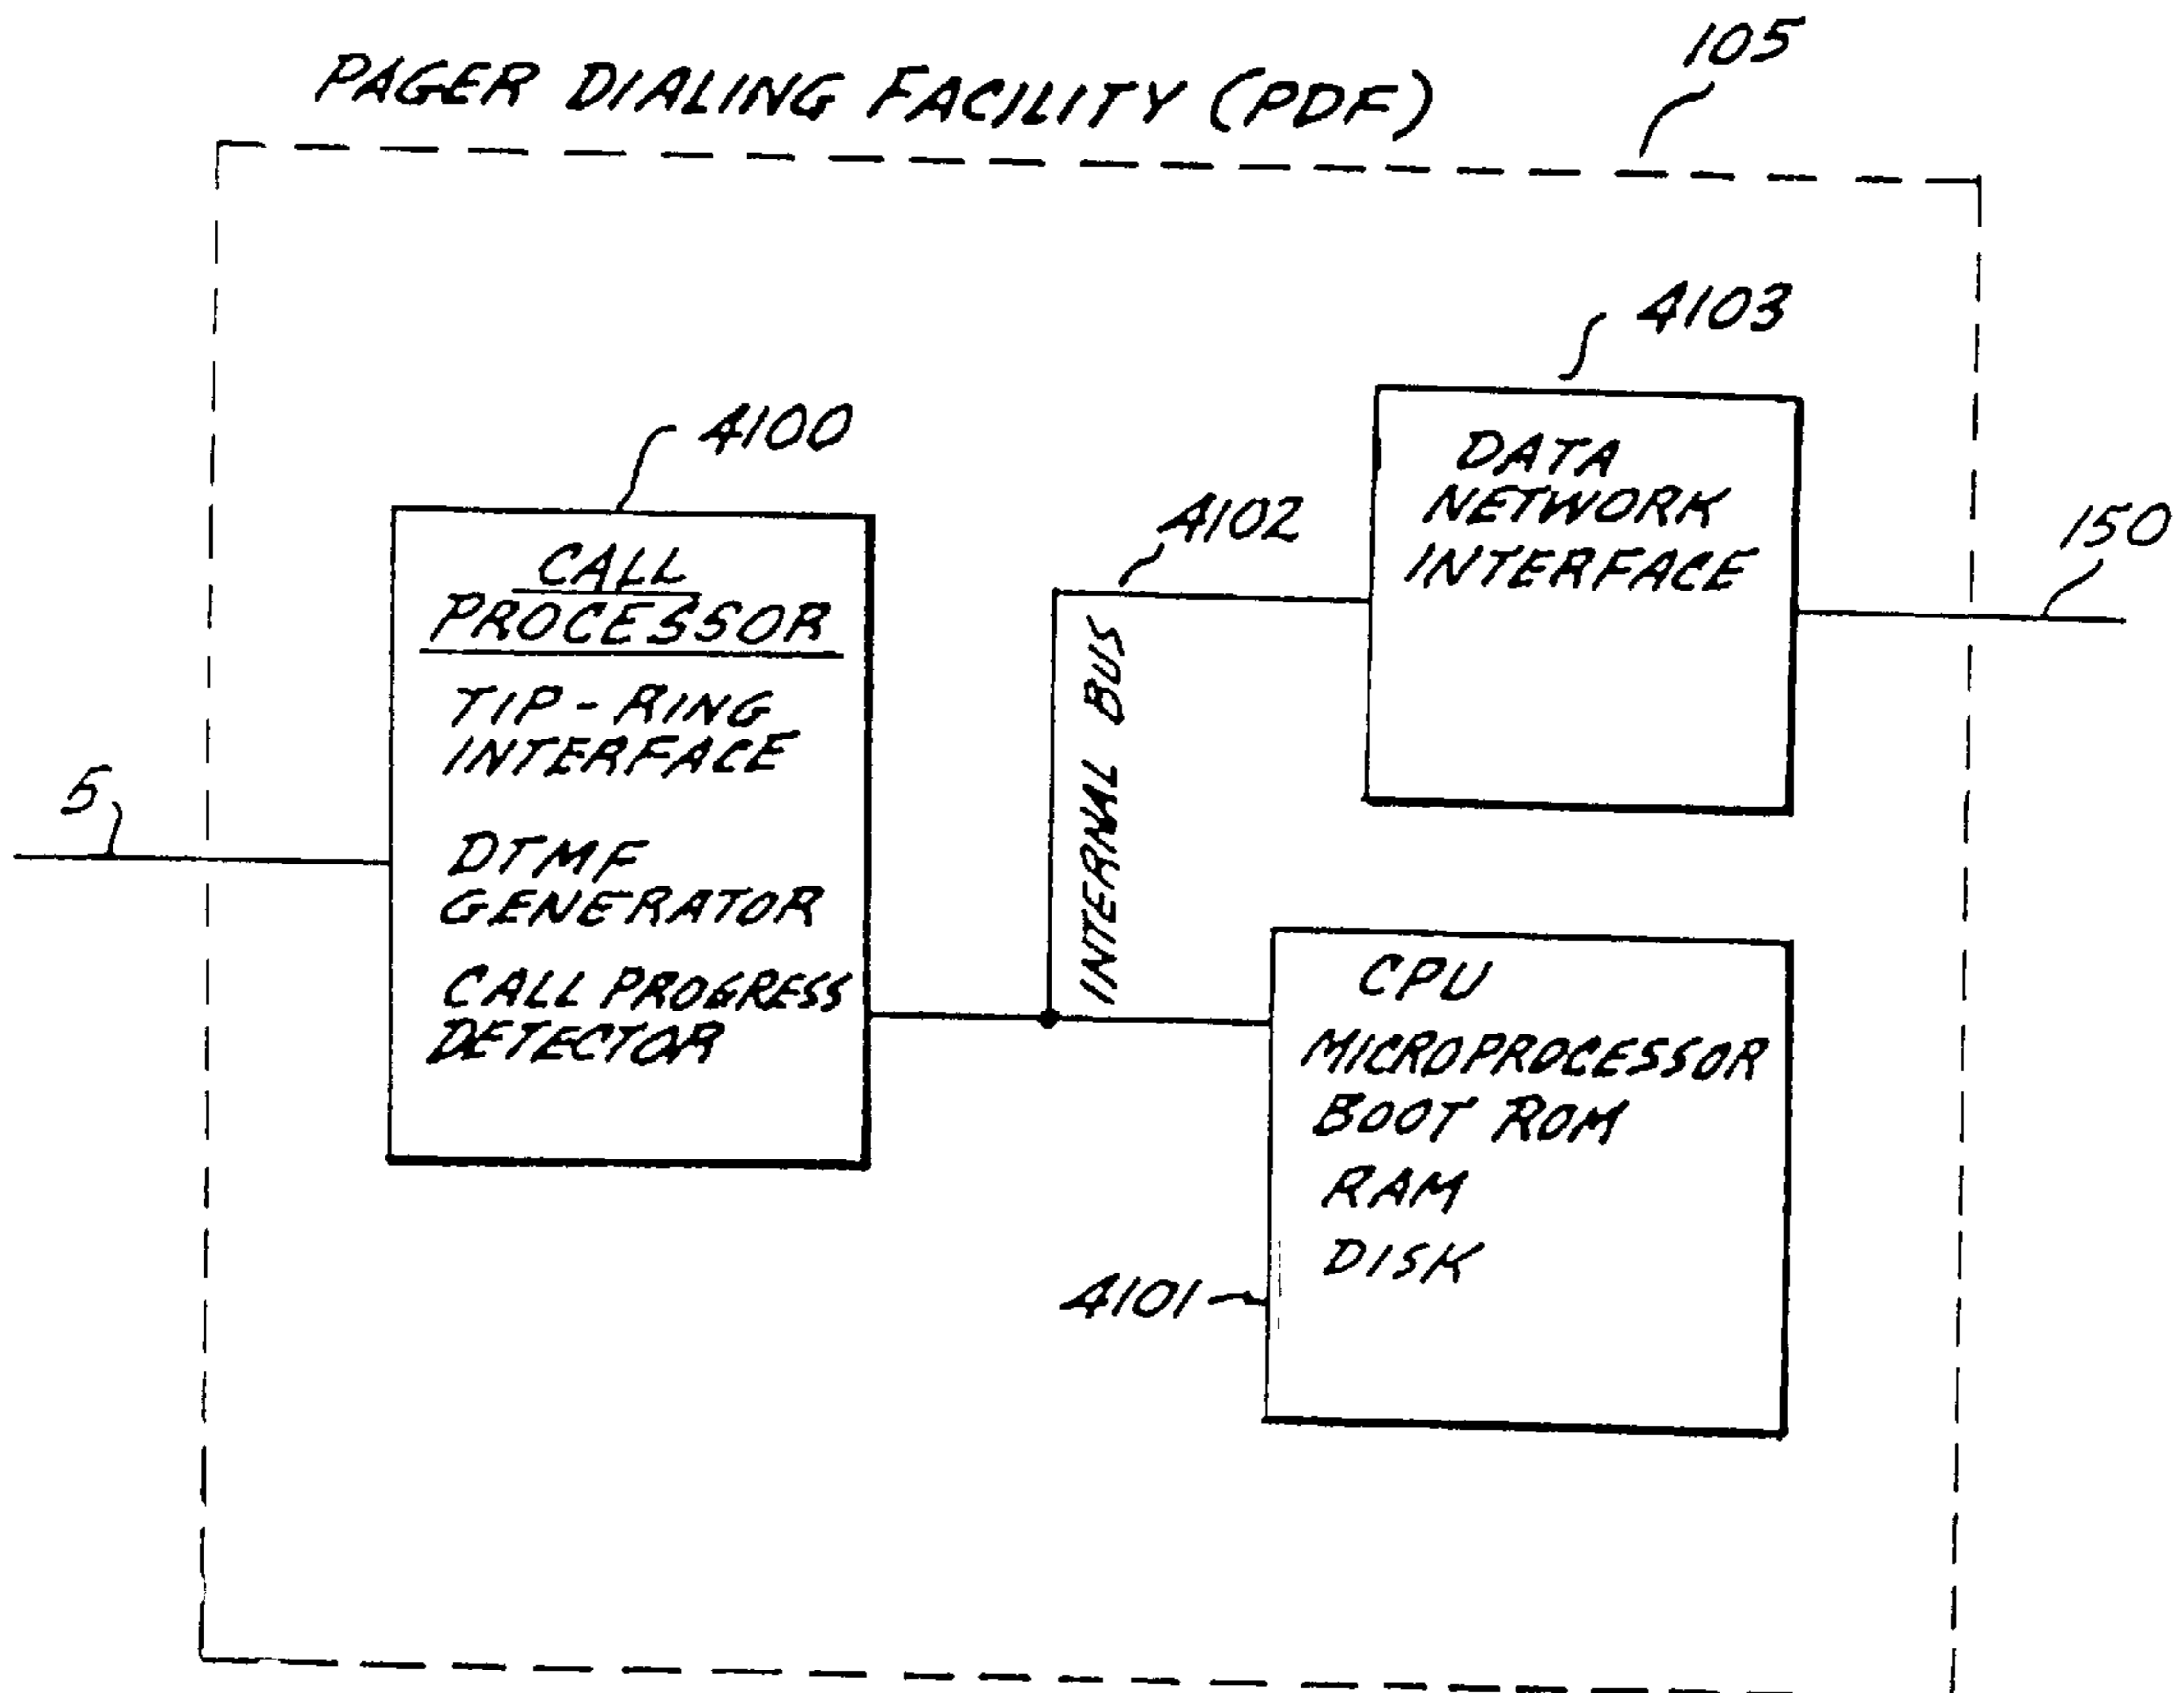 105
PAGER DIALING FACILITY (PDF)
4103
4100
4102
150
DATA
NETWORK
INTERFACE
CALL
PROCESSOR
TIP-RING
INTERFACE
DTMF
GENERATOR
CALL PROGRESS
DETECTOR
5
INTERNAL BUS
CPU
MICROPROCESSOR
BOOT ROM
RAM
DISK
4101